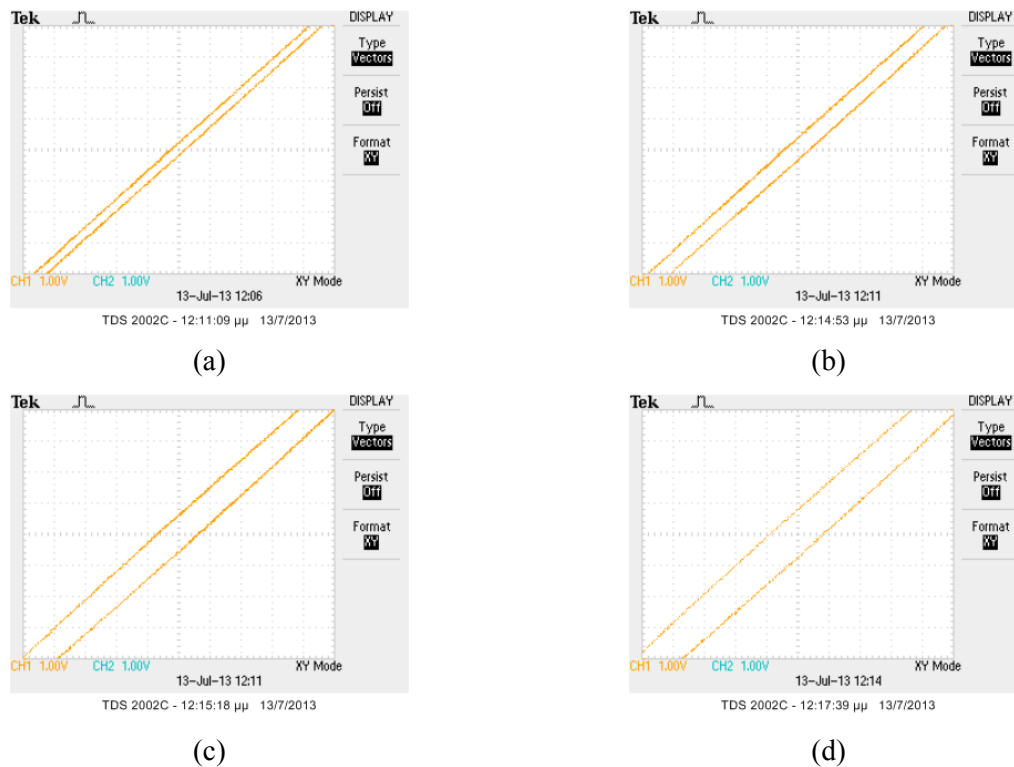 Tek
DISPLAY
Type
Vectors
Persist
Off
Format
XY
CH1 1.00V CH2 1.00V XY Mode
13-Jul-13 12:06
TDS 2002C - 12:11:09 μμ 13/7/2013
(a)
Tek
DISPLAY
Type
Vectors
Persist
Off
Format
XY
CH1 1.00V CH2 1.00V XY Mode
13-Jul-13 12:11
TDS 2002C - 12:14:53 μμ 13/7/2013
(b)
Tek
DISPLAY
Type
Vectors
Persist
Off
Format
XY
CH1 1.00V CH2 1.00V XY Mode
13-Jul-13 12:11
TDS 2002C - 12:15:18 μμ 13/7/2013
(c)
Tek
DISPLAY
Type
Vectors
Persist
Off
Format
XY
CH1 1.00V CH2 1.00V XY Mode
13-Jul-13 12:14
TDS 2002C - 12:17:39 μμ 13/7/2013
(d)